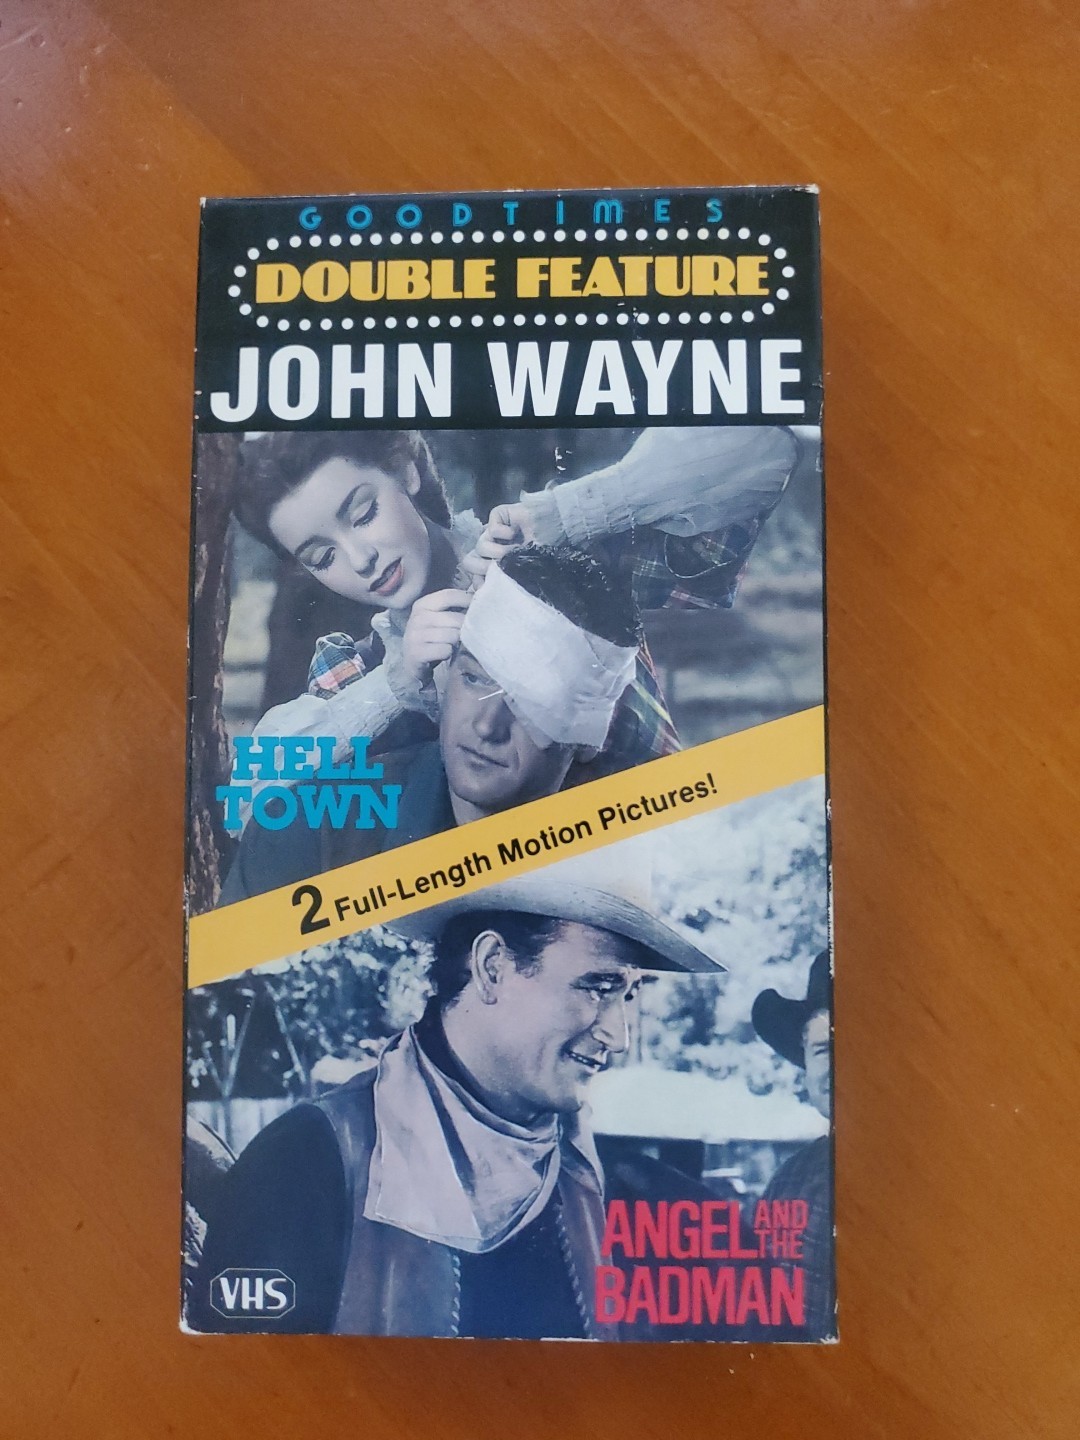 GOODTIMES
DOUBLE FEATURE
JOHN WAYNE
HELL
TOWN
2 Full-Length Motion Pictures!
ANGEL AND THE
BADMAN
VHS